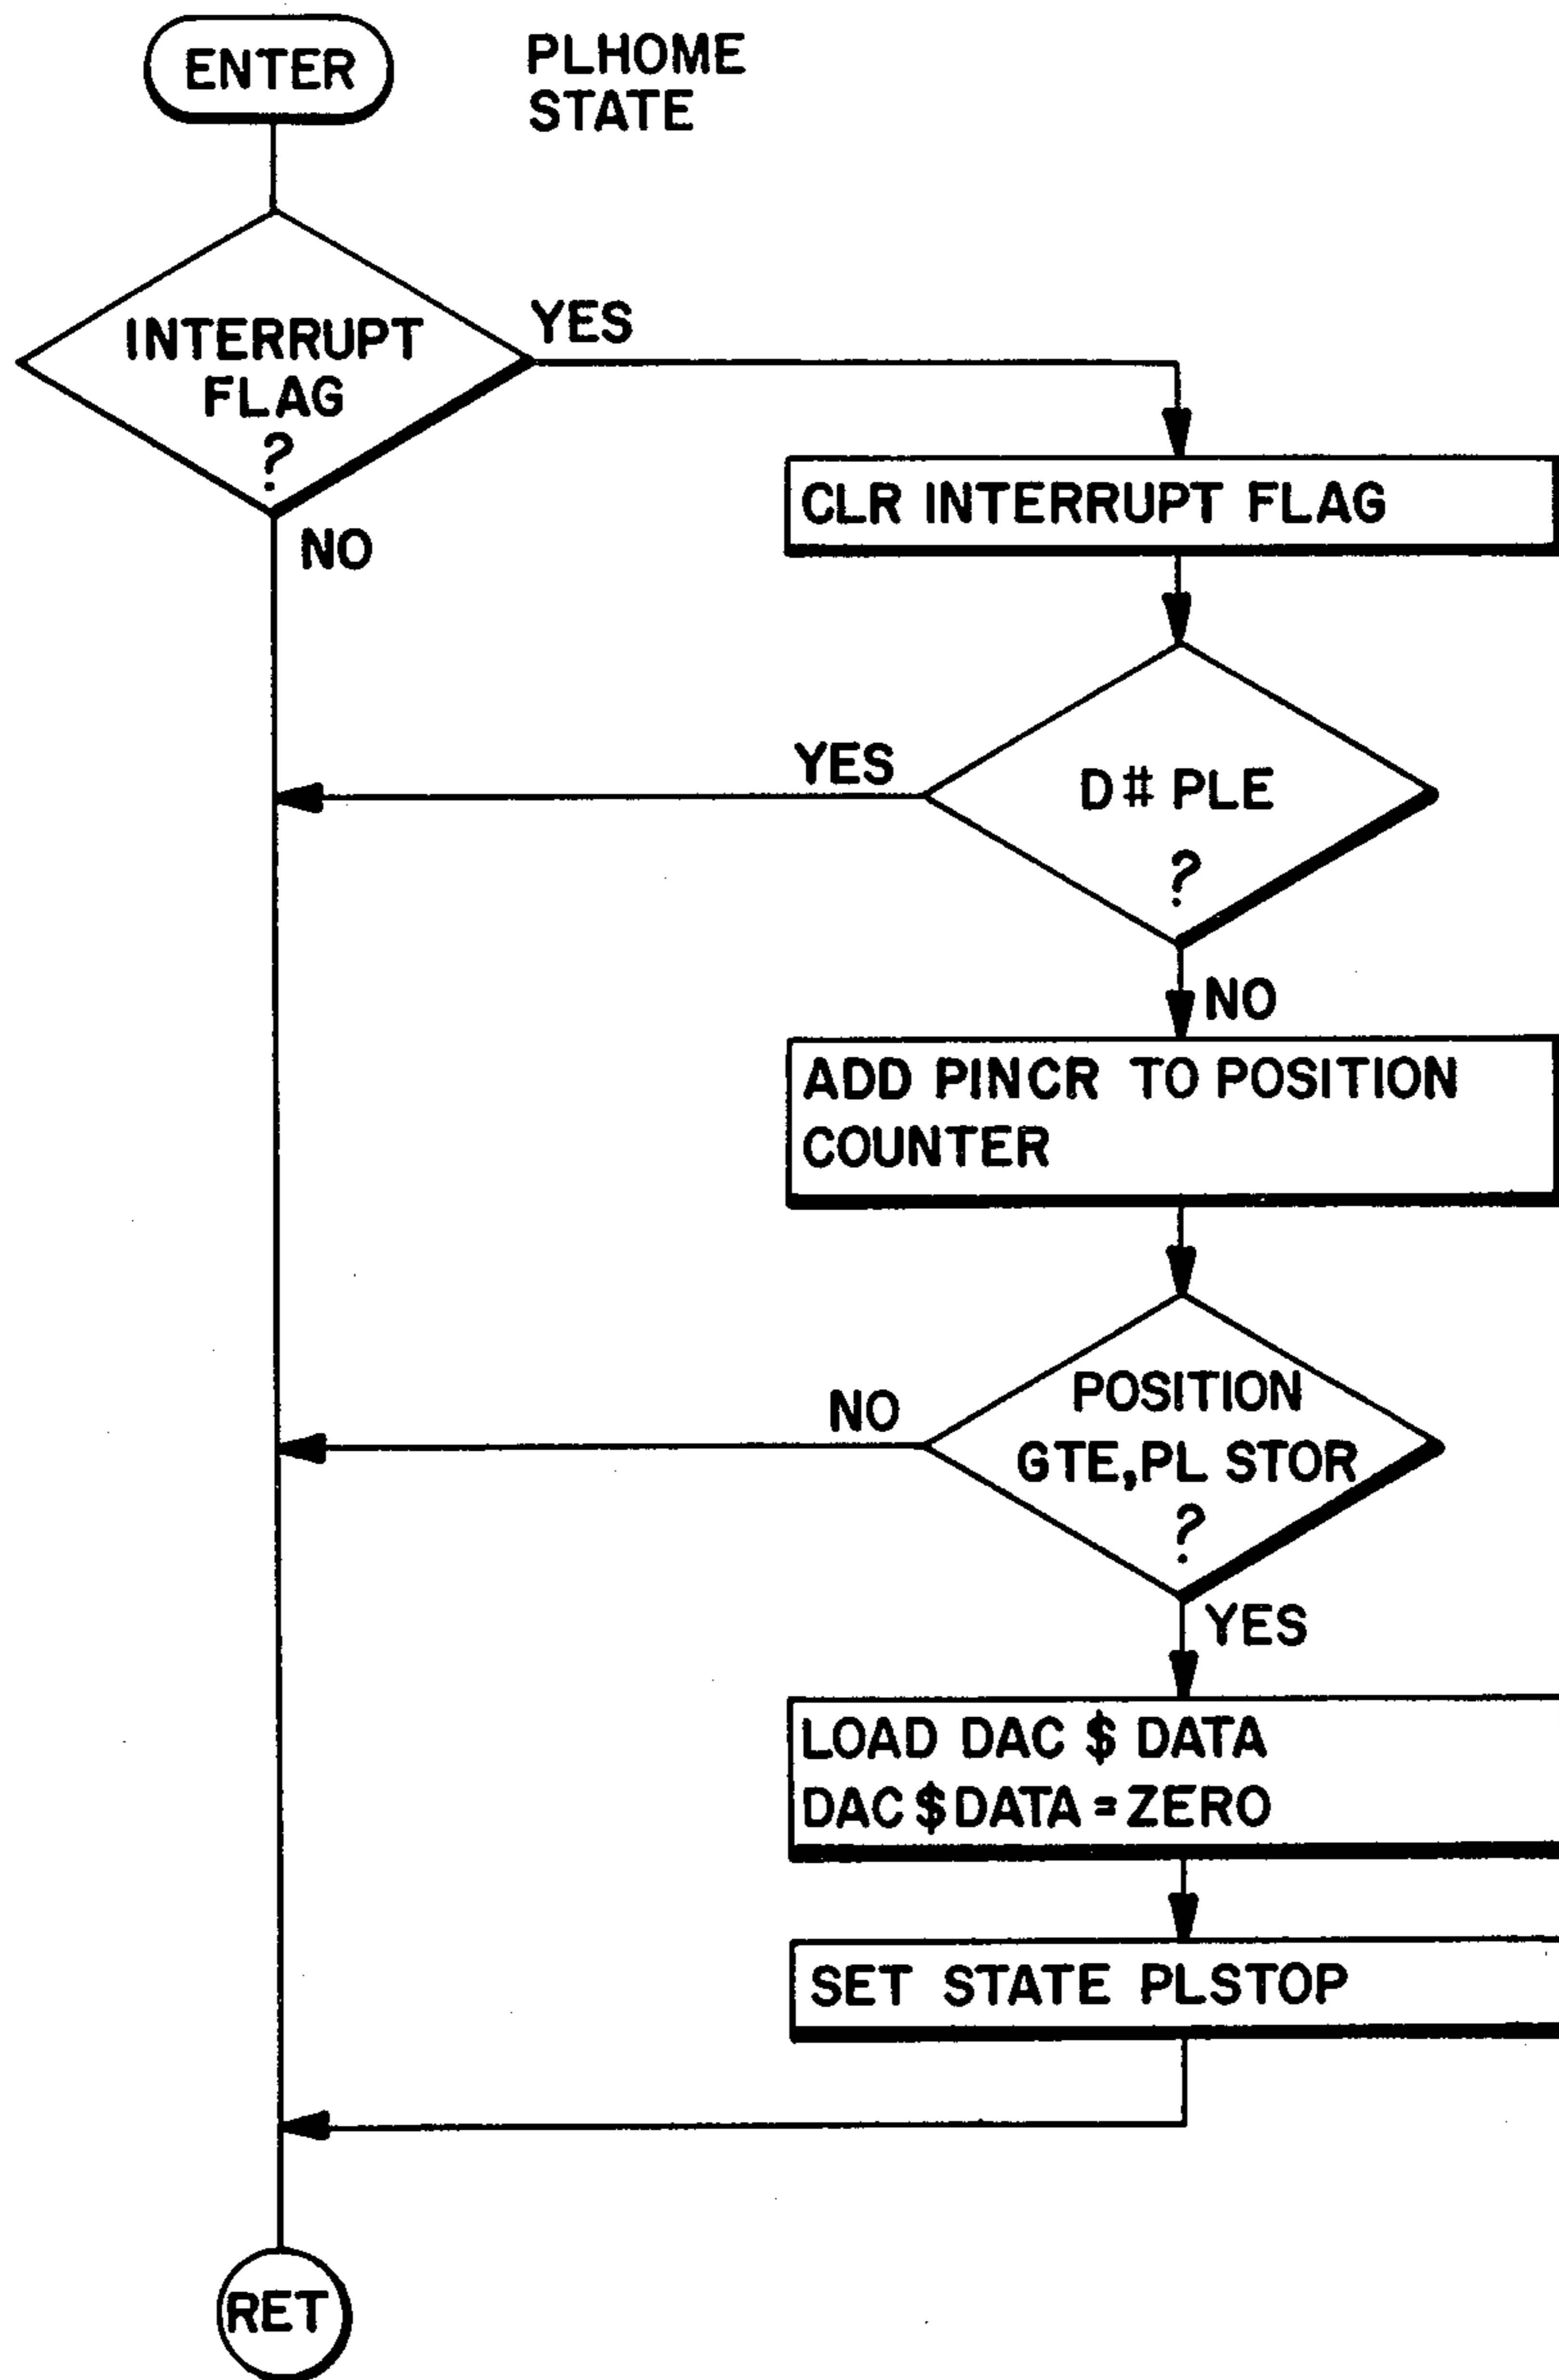 ENTER
PLHOME
STATE
INTERRUPT
FLAG
?
YES
NO
CLR INTERRUPT FLAG
D# PLE
?
YES
NO
ADD PINCR TO POSITION
COUNTER
POSITION
GTE,PL STOR
?
NO
YES
LOAD DAC $ DATA
DAC $ DATA = ZERO
SET STATE PLSTOP
RET